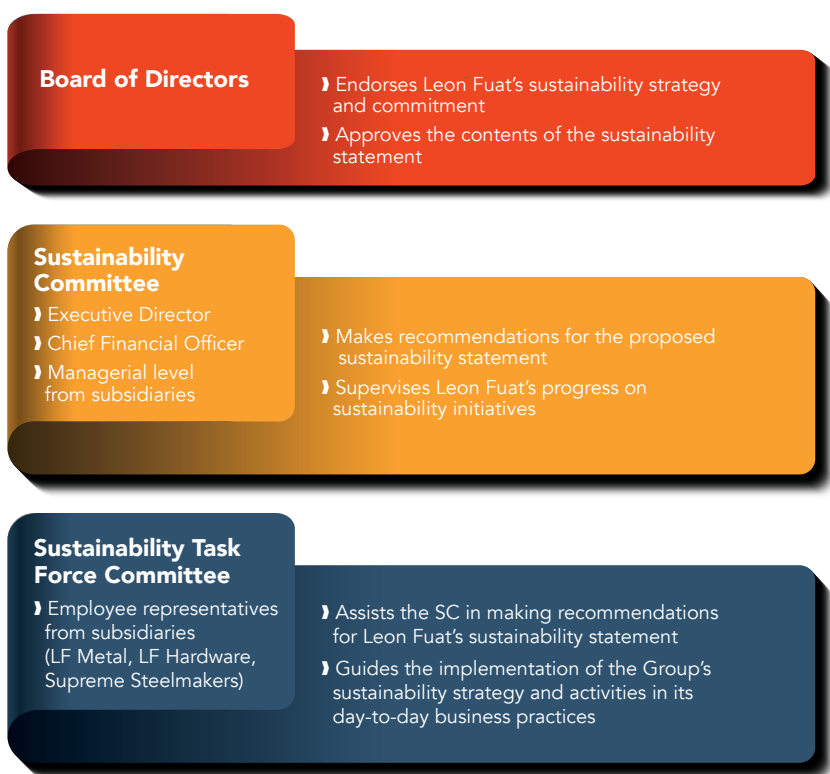 Board of Directors
❱ Endorses Leon Fuat’s sustainability strategy
and commitment
❱ Approves the contents of the sustainability
statement
Sustainability
Committee
❱ Executive Director
❱ Chief Financial Officer
❱ Managerial level
from subsidiaries
❱ Makes recommendations for the proposed
sustainability statement
❱ Supervises Leon Fuat’s progress on
sustainability initiatives
Sustainability Task
Force Committee
❱ Employee representatives
from subsidiaries
(LF Metal, LF Hardware,
Supreme Steelmakers)
❱ Assists the SC in making recommendations
for Leon Fuat’s sustainability statement
❱ Guides the implementation of the Group’s
sustainability strategy and activities in its
day-to-day business practices